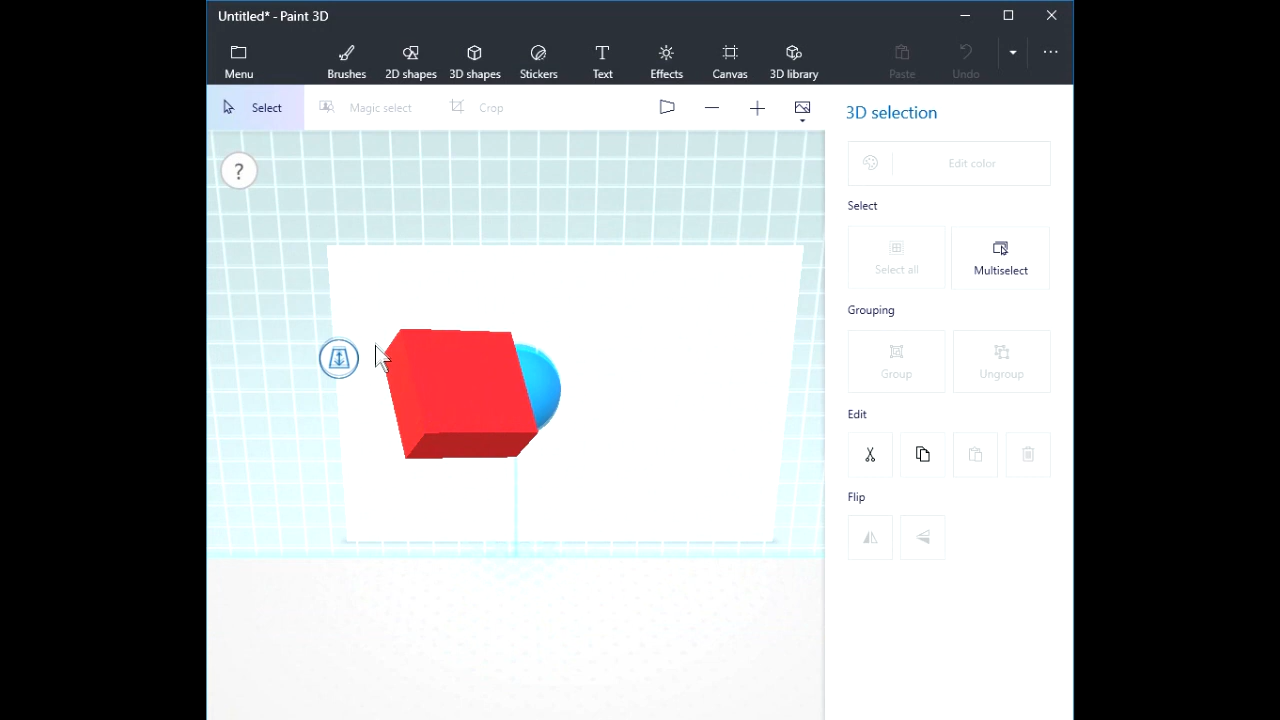 Untitled* - Paint 3D
Menu
Brushes
2D shapes
3D shapes
Stickers
Text
Effects
Canvas
3D library
Paste
Undo
Select
Magic select
Crop
3D selection
?
Edit color
Select
Select all
Multiselect
Grouping
Group
Ungroup
Edit
Flip